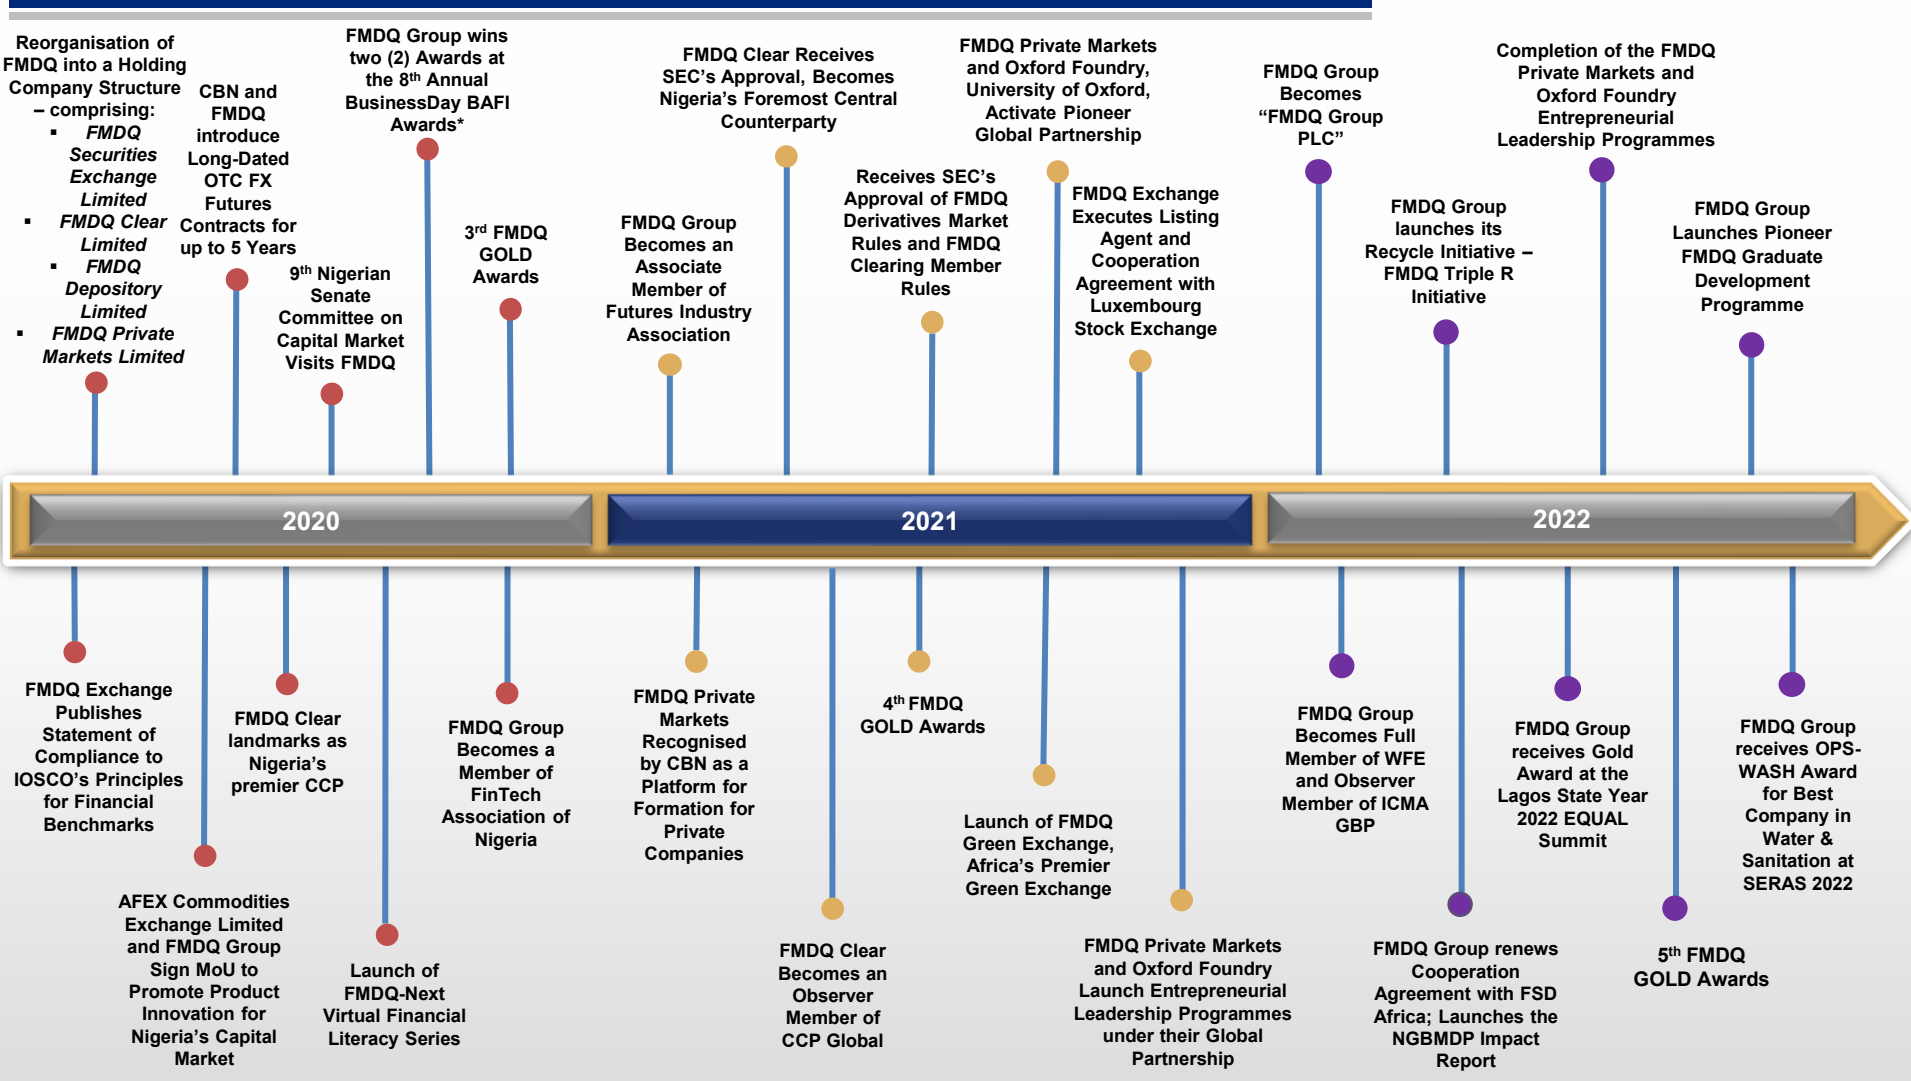 Reorganisation of
FMDQ into a Holding
Company Structure
– comprising:
▪ FMDQ
Securities
Exchange
Limited
▪ FMDQ Clear
Limited
▪ FMDQ
Depository
Limited
▪ FMDQ Private
Markets Limited
CBN and
FMDQ
introduce
Long-Dated
OTC FX
Futures
Contracts for
up to 5 Years
9th Nigerian
Senate
Committee on
Capital Market
Visits FMDQ
FMDQ Group wins
two (2) Awards at
the 8th Annual
BusinessDay BAFI
Awards*
3rd FMDQ
GOLD
Awards
FMDQ Group
Becomes an
Associate
Member of
Futures Industry
Association
FMDQ Clear Receives
SEC’s Approval, Becomes
Nigeria’s Foremost Central
Counterparty
Receives SEC’s
Approval of FMDQ
Derivatives Market
Rules and FMDQ
Clearing Member
Rules
FMDQ Private Markets
and Oxford Foundry,
University of Oxford,
Activate Pioneer
Global Partnership
FMDQ Exchange
Executes Listing
Agent and
Cooperation
Agreement with
Luxembourg
Stock Exchange
FMDQ Group
Becomes
“FMDQ Group
PLC”
FMDQ Group
launches its
Recycle Initiative –
FMDQ Triple R
Initiative
Completion of the FMDQ
Private Markets and
Oxford Foundry
Entrepreneurial
Leadership Programmes
FMDQ Group
Launches Pioneer
FMDQ Graduate
Development
Programme
2020
2021
2022
FMDQ Exchange
Publishes
Statement of
Compliance to
IOSCO’s Principles
for Financial
Benchmarks
AFEX Commodities
Exchange Limited
and FMDQ Group
Sign MoU to
Promote Product
Innovation for
Nigeria’s Capital
Market
FMDQ Clear
landmarks as
Nigeria’s
premier CCP
Launch of
FMDQ-Next
Virtual Financial
Literacy Series
FMDQ Group
Becomes a
Member of
FinTech
Association of
Nigeria
FMDQ Private
Markets
Recognised
by CBN as a
Platform for
Formation for
Private
Companies
FMDQ Clear
Becomes an
Observer
Member of
CCP Global
4th FMDQ
GOLD Awards
Launch of FMDQ
Green Exchange,
Africa’s Premier
Green Exchange
FMDQ Private Markets
and Oxford Foundry
Launch Entrepreneurial
Leadership Programmes
under their Global
Partnership
FMDQ Group
Becomes Full
Member of WFE
and Observer
Member of ICMA
GBP
FMDQ Group renews
Cooperation
Agreement with FSD
Africa; Launches the
NGBMDP Impact
Report
FMDQ Group
receives Gold
Award at the
Lagos State Year
2022 EQUAL
Summit
5th FMDQ
GOLD Awards
FMDQ Group
receives OPS-
WASH Award
for Best
Company in
Water &
Sanitation at
SERAS 2022